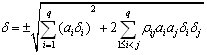 δ = ±√(∑_{i=1}^{q} (a_i δ_i)^2 + 2 ∑_{1≤i<j}^{q} ρ_{ij} a_i a_j δ_i δ_j)